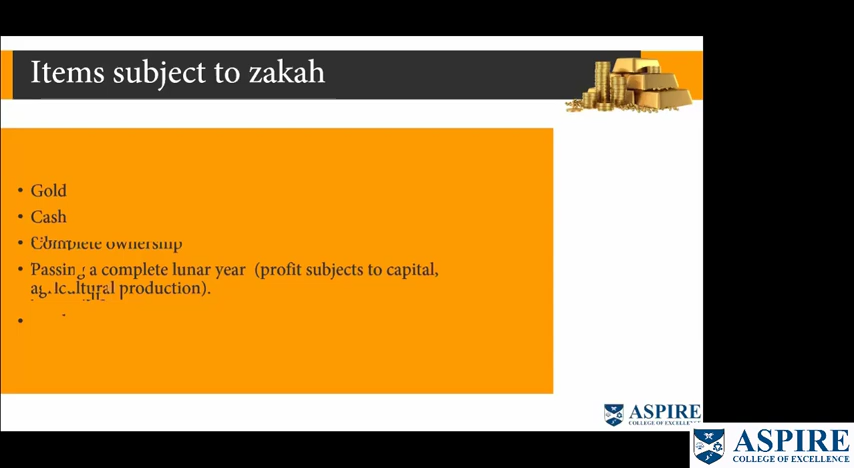 Items subject to zakah
• Gold
• Cash
• Complete ownership
• Passing a complete lunar year (profit subjects to capital,
agricultural production).
•
ASPIRE
COLLEGE OF EXCELLENCE
ASPIRE
COLLEGE OF EXCELLENCE